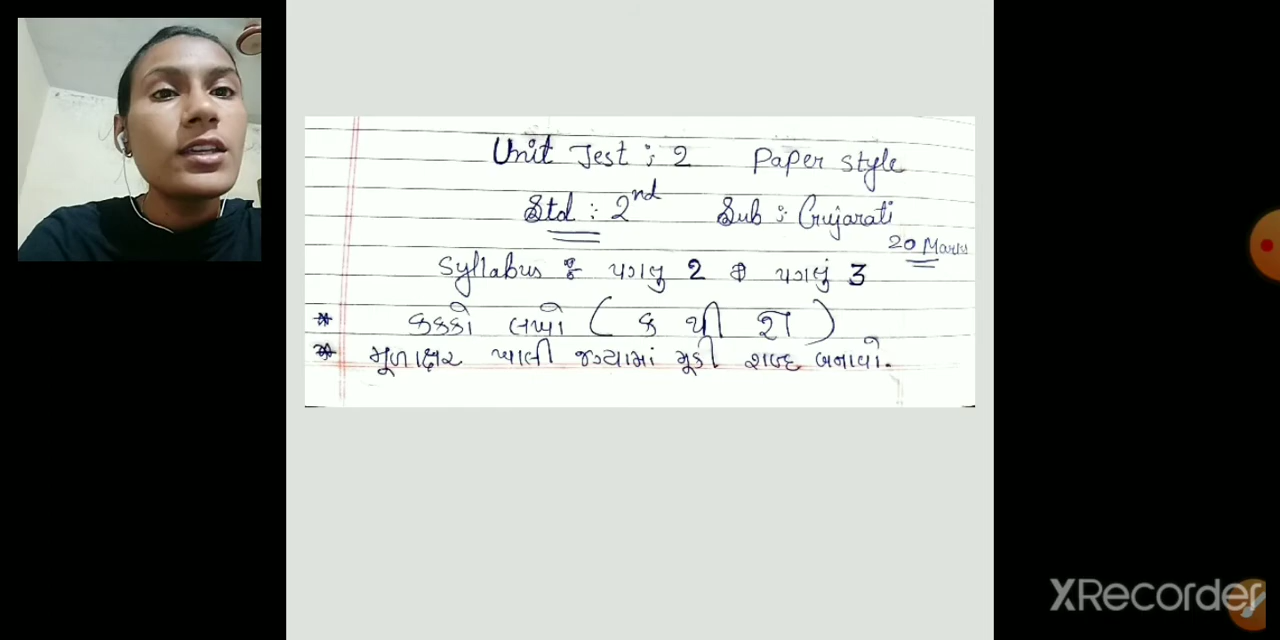 Unit Test : 2 Paper style
Std : 2nd Sub : Gujarati
20 Marks
Syllabus : પગલું 2 પગલું 3
* કક્કો લખો ( ક થી જ્ઞ )
* મૂળાક્ષર ખાલી જગ્યામાં મૂકી શબ્દ બનાવો.
XRecorder